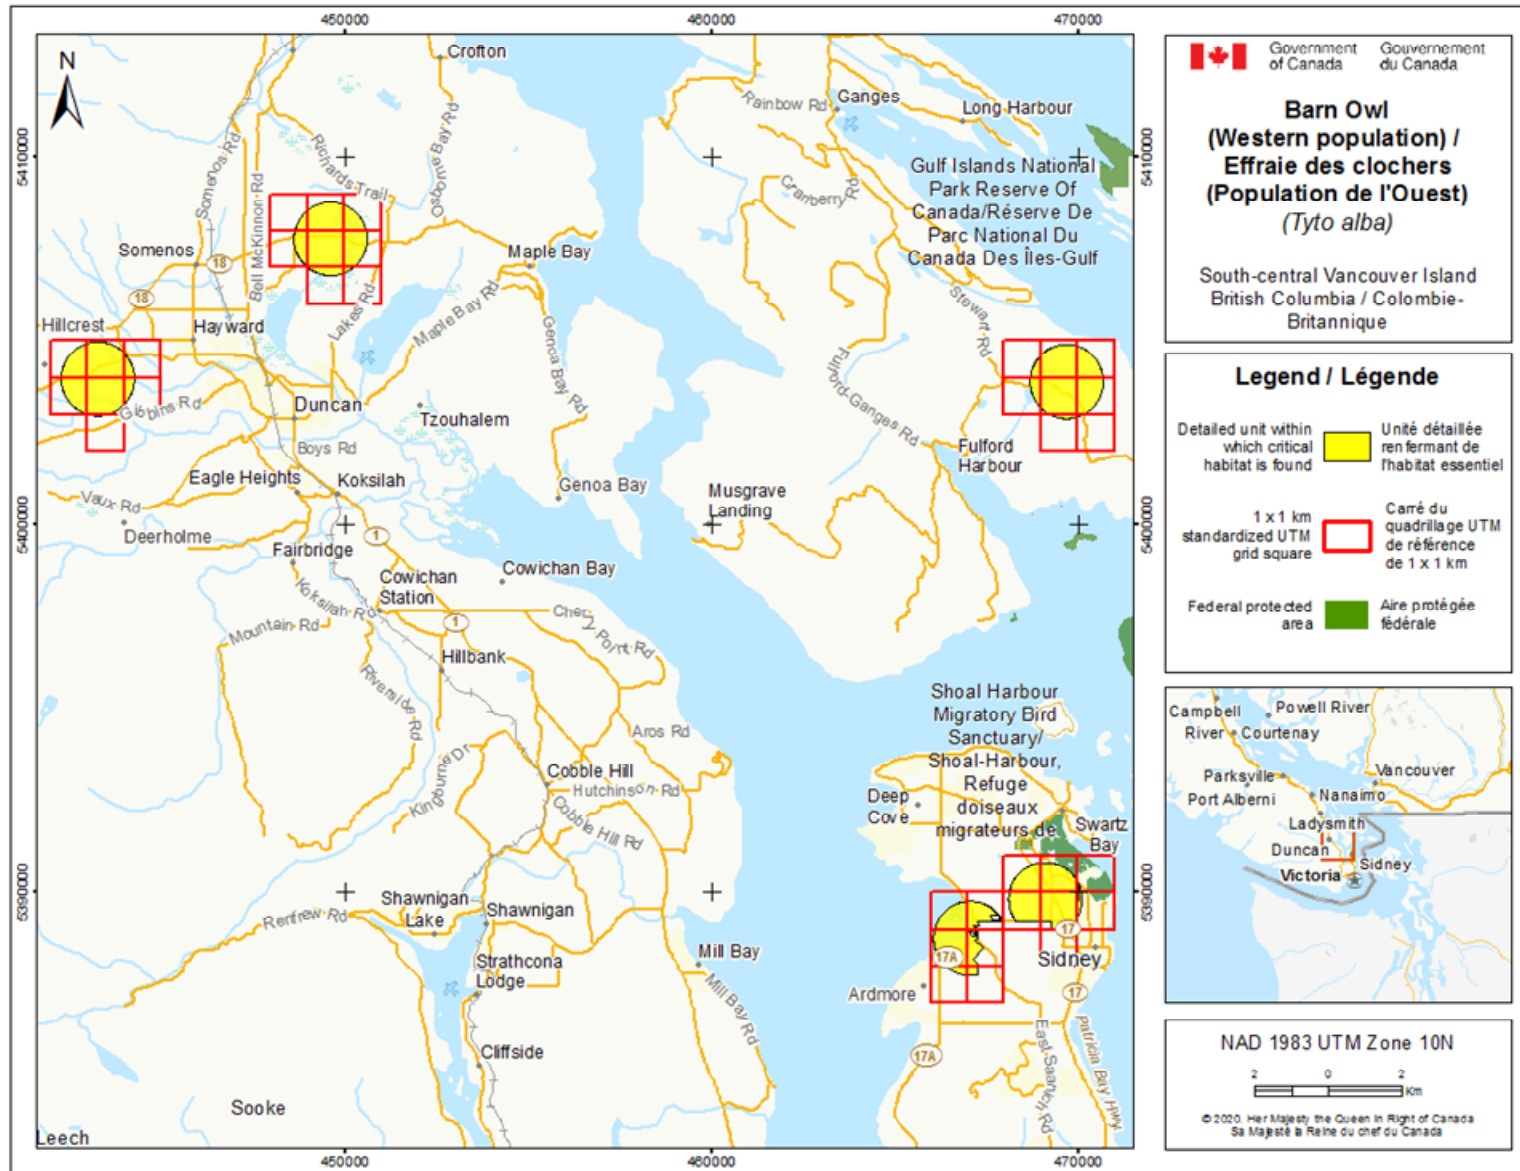 450000
460000
470000
5410000
5400000
5390000
5410000
5400000
5390000
450000
460000
470000
N
Crofton
Somenos Rd
Bell McKinnon Rd
Richards Trail
Osborne Bay Rd
Somenos
18
18
Maple Bay
Hillcrest
Hayward
Lakes Rd
Maple Bay Rd
Genoa Bay Rd
Gibbins Rd
Duncan
Tzouhalem
Boys Rd
Eagle Heights
Koksilah
Genoa Bay
Vaux Rd
Deerholme
Fairbridge
1
Cowichan
Station
Cowichan Bay
Koksilah Rd
Mountain Rd
1
Cherry Point Rd
Hillbank
Riverside Rd
Aros Rd
Kingburne Dr
Cobble Hill
Hutchinson Rd
Cobble Hill Rd
Shawnigan
Lake
Shawnigan
Renfrew Rd
Strathcona
Lodge
Mill Bay
Mill Bay Rd
Cliffside
Sooke
Leech
Rainbow Rd
Ganges
Long Harbour
Cranberry Rd
Gulf Islands National
Park Reserve Of
Canada/Réserve De
Parc National Du
Canada Des Îles-Gulf
Stewart Rd
Fulford-Ganges Rd
Fulford
Harbour
Musgrave
Landing
Shoal Harbour
Migratory Bird
Sanctuary/
Shoal-Harbour,
Refuge
doiseaux
migrateurs de
Deep
Cove
Swartz
Bay
17
17A
Sidney
Ardmore
17
17A
East Saanich Rd
Patricia Bay Hwy
Government
of Canada
Gouvernement
du Canada
Barn Owl
(Western population) /
Effraie des clochers
(Population de l'Ouest)
(Tyto alba)
South-central Vancouver Island
British Columbia / Colombie-
Britannique
Legend / Légende
Detailed unit within
which critical
habitat is found
Unité détaillée
renfermant de
l'habitat essentiel
1 x 1 km
standardized UTM
grid square
Carré du
quadrillage UTM
de référence
de 1 x 1 km
Federal protected
area
Aire protégée
fédérale
Campbell
River
Powell River
Courtenay
Parksville
Port Alberni
Vancouver
Nanaimo
Ladysmith
Duncan
Sidney
Victoria
NAD 1983 UTM Zone 10N
2 0 2
Km
© 2020. Her Majesty the Queen in Right of Canada
Sa Majesté la Reine du chef du Canada